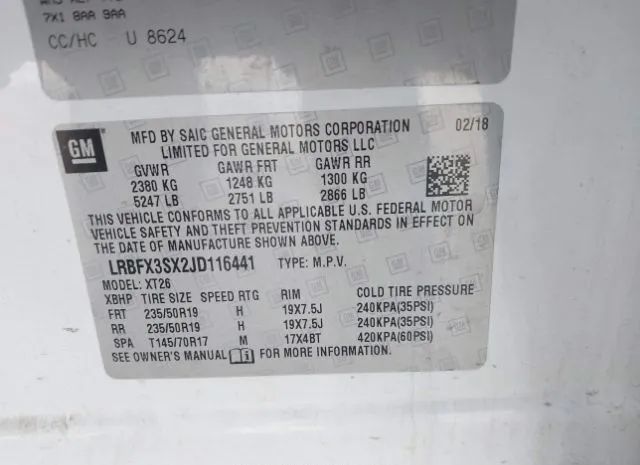 7X1 8AA 9AA
CC/HC U 8624
GM
MFD BY SAIC GENERAL MOTORS CORPORATION 02/18
LIMITED FOR GENERAL MOTORS LLC
GVWR GAWR FRT GAWR RR
2380 KG 1248 KG 1300 KG
5247 LB 2751 LB 2866 LB
THIS VEHICLE CONFORMS TO ALL APPLICABLE U.S. FEDERAL MOTOR
VEHICLE SAFETY AND THEFT PREVENTION STANDARDS IN EFFECT ON
THE DATE OF MANUFACTURE SHOWN ABOVE.
LRBFX3SX2JD116441 TYPE: M.P.V.
MODEL: XT26
XBHP TIRE SIZE SPEED RTG RIM COLD TIRE PRESSURE
FRT 235/50R19 H 19X7.5J 240KPA(35PSI)
RR 235/50R19 H 19X7.5J 240KPA(35PSI)
SPA T145/70R17 M 17X4BT 420KPA(60PSI)
SEE OWNER'S MANUAL FOR MORE INFORMATION.